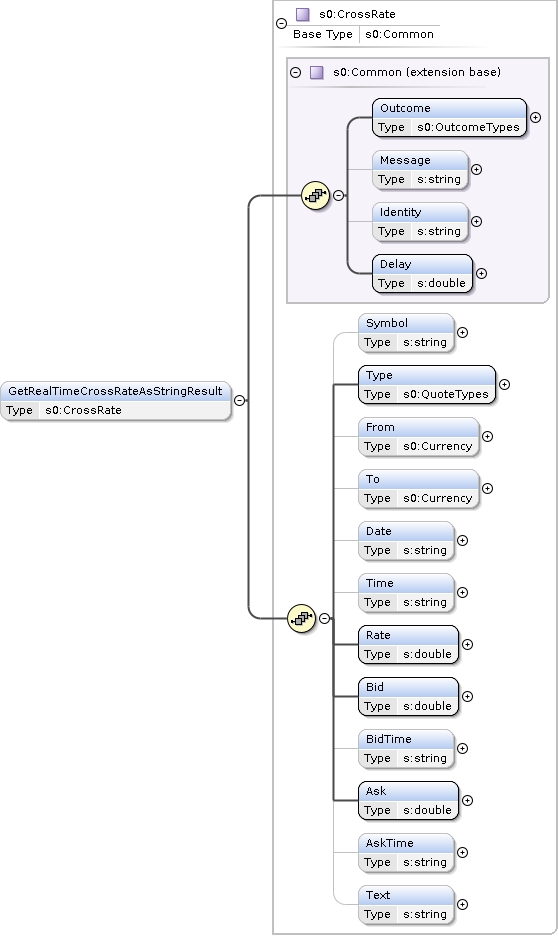 s0:CrossRate
Base Type s0:Common
s0:Common (extension base)
Outcome
Type s0:OutcomeTypes
Message
Type s:string
Identity
Type s:string
Delay
Type s:double
Symbol
Type s:string
GetRealTimeCrossRateAsStringResult
Type s0:CrossRate
Type
Type s0:QuoteTypes
From
Type s0:Currency
To
Type s0:Currency
Date
Type s:string
Time
Type s:string
Rate
Type s:double
Bid
Type s:double
BidTime
Type s:string
Ask
Type s:double
AskTime
Type s:string
Text
Type s:string